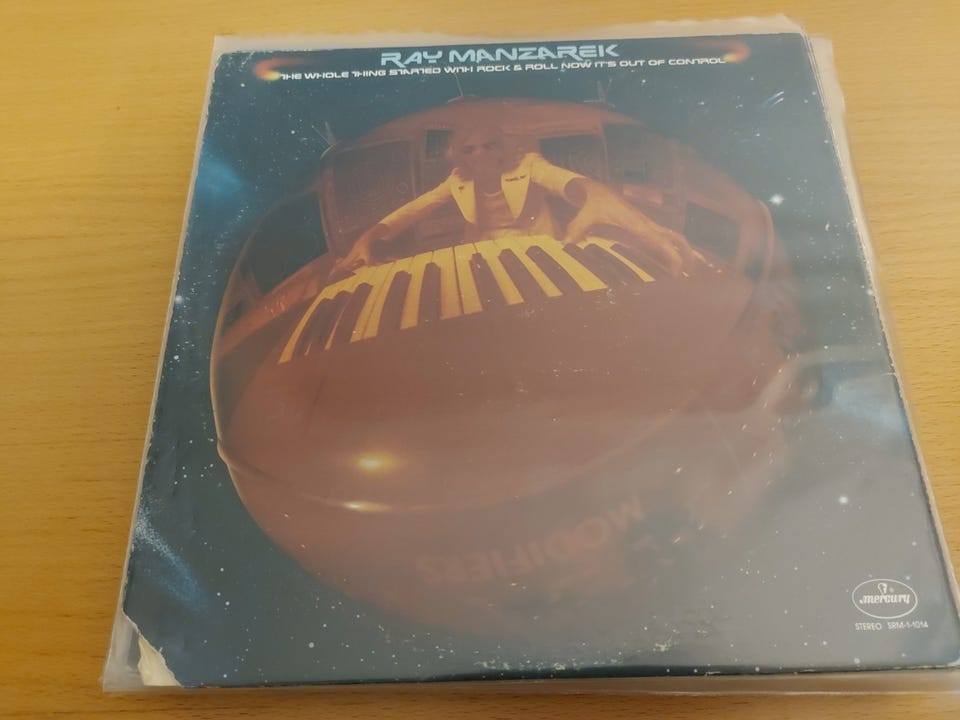 RAY MANZAREK
THE WHOLE THING STARTED WITH ROCK & ROLL NOW IT'S OUT OF CONTROL
MODIFIERS
mercury
STEREO SRM-1-1014